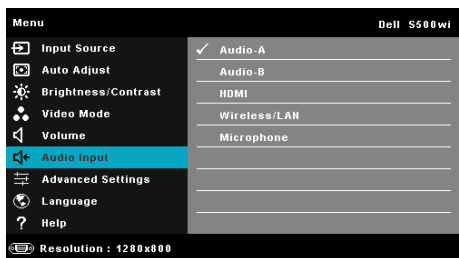 Menu
Dell S500wi
Input Source
Auto Adjust
Brightness/Contrast
Video Mode
Volume
Audio Input
Advanced Settings
Language
? Help
Audio-A
Audio-B
HDMI
Wireless/LAN
Microphone
Resolution : 1280x800